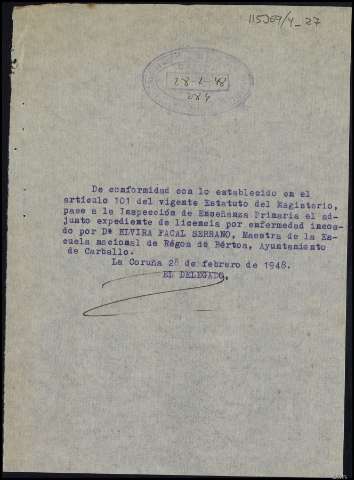 115269/4_27
28-2-48
284
De conformidad con lo establecido en el
artículo 101 del vigente Estatuto del Magisterio,
pase a la Inspección de Enseñanza Primaria el ad-
junto expediente de licencia por enfermedad incoa-
do por Dª ELVIRA FACAL SERRANO, Maestra de la Es-
cuela nacional de Régoa de Bértoa, Ayuntamiento
de Carballo.
La Coruña 28 de febrero de 1948.
EL DELEGADO,